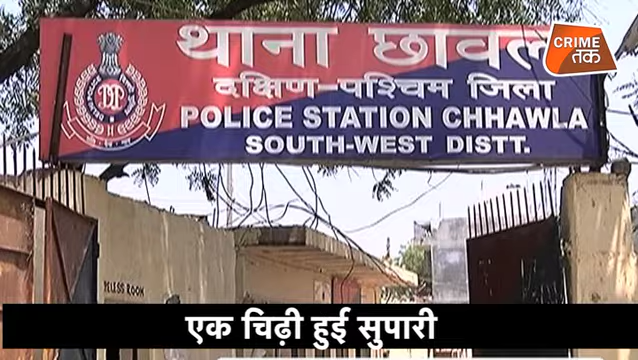 CRIME
तक
थाना छावला
दक्षिण-पश्चिम जिला
POLICE STATION CHHAWLA
SOUTH-WEST DISTT.
एक चिढ़ी हुई सुपारी